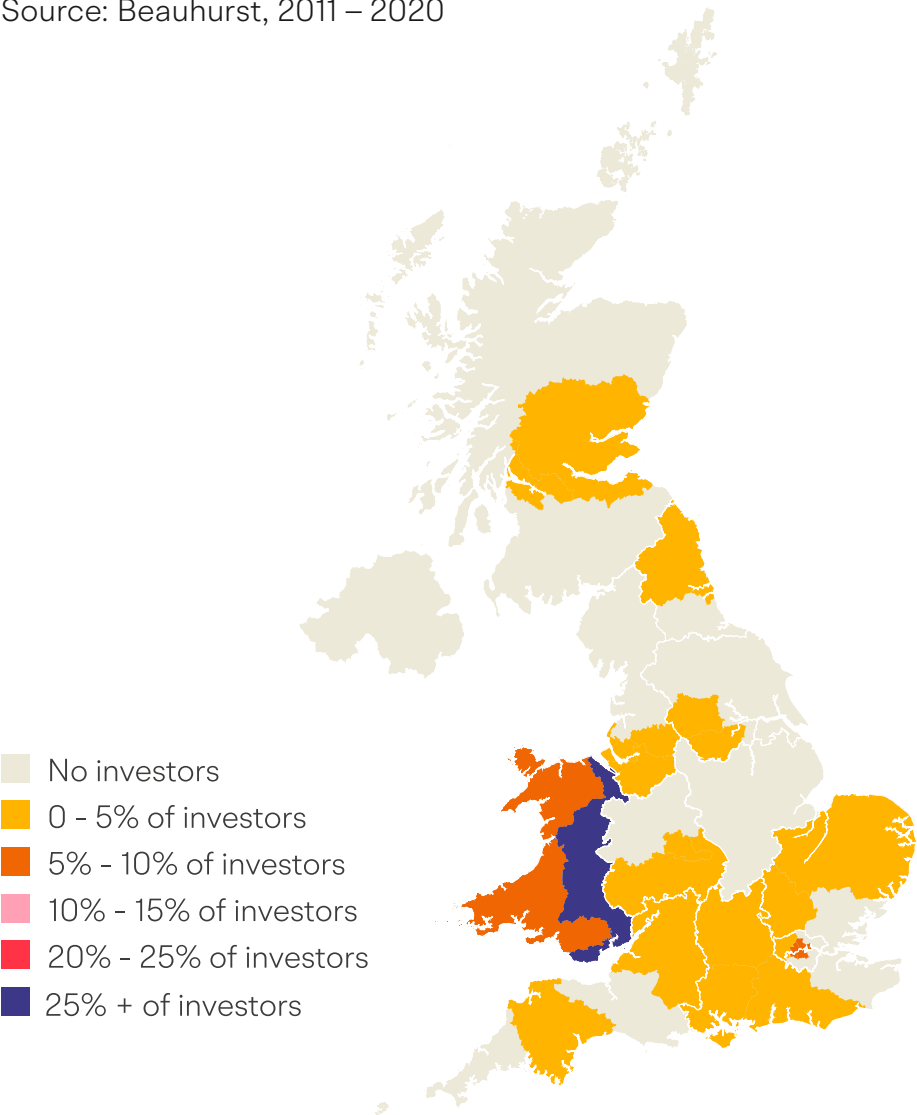 Source: Beauhurst, 2011 – 2020
No investors
0 - 5% of investors
5% - 10% of investors
10% - 15% of investors
20% - 25% of investors
25% + of investors